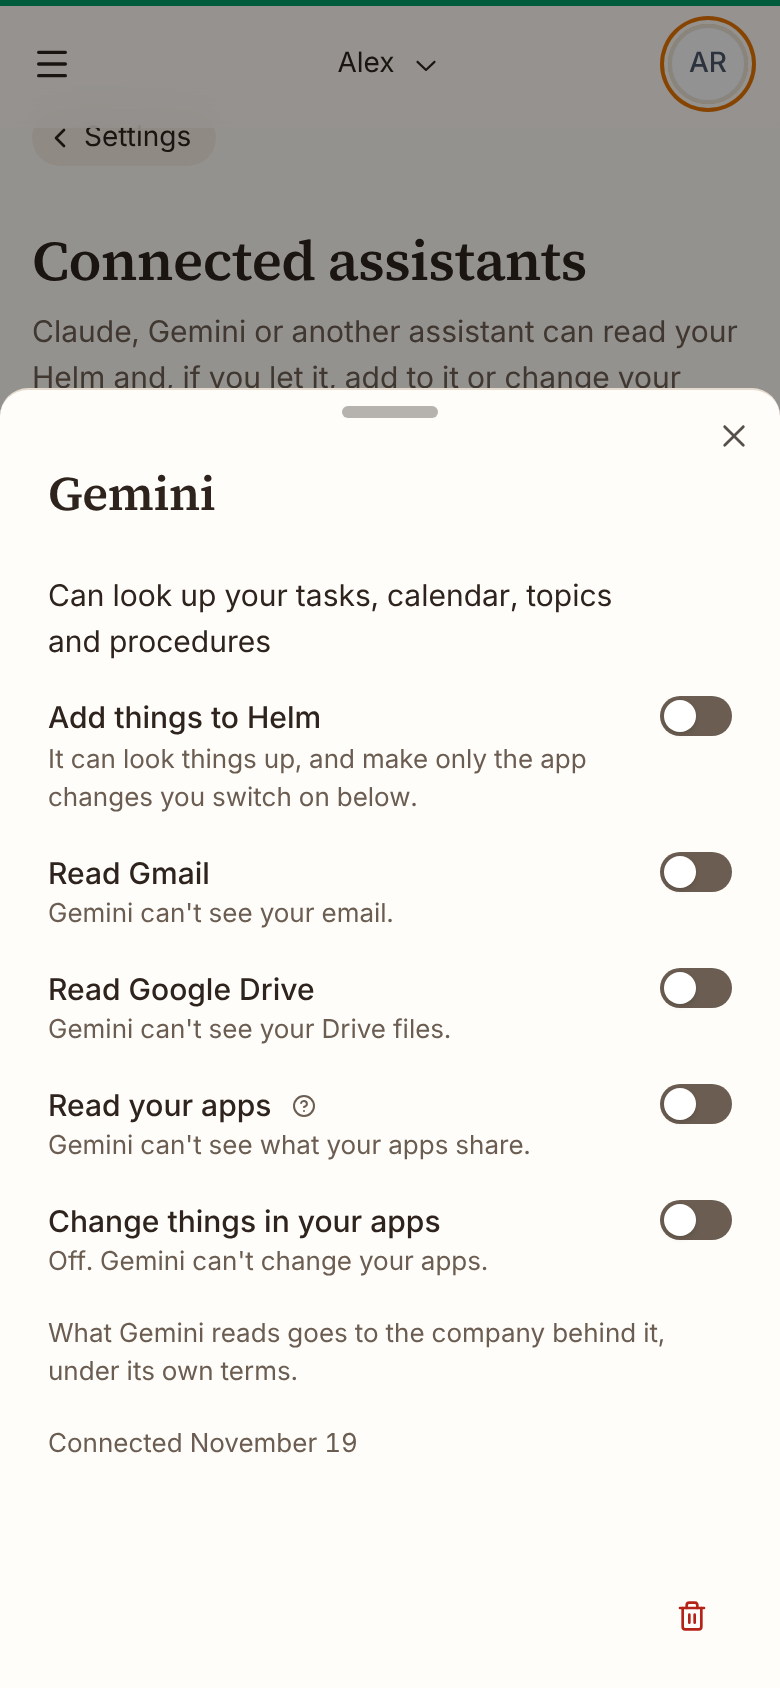 Alex
AR
Settings
Connected assistants
Claude, Gemini or another assistant can read your
Helm and, if you let it, add to it or change your
Gemini
Can look up your tasks, calendar, topics
and procedures
Add things to Helm
It can look things up, and make only the app
changes you switch on below.
Read Gmail
Gemini can't see your email.
Read Google Drive
Gemini can't see your Drive files.
Read your apps
Gemini can't see what your apps share.
Change things in your apps
Off. Gemini can't change your apps.
What Gemini reads goes to the company behind it,
under its own terms.
Connected November 19